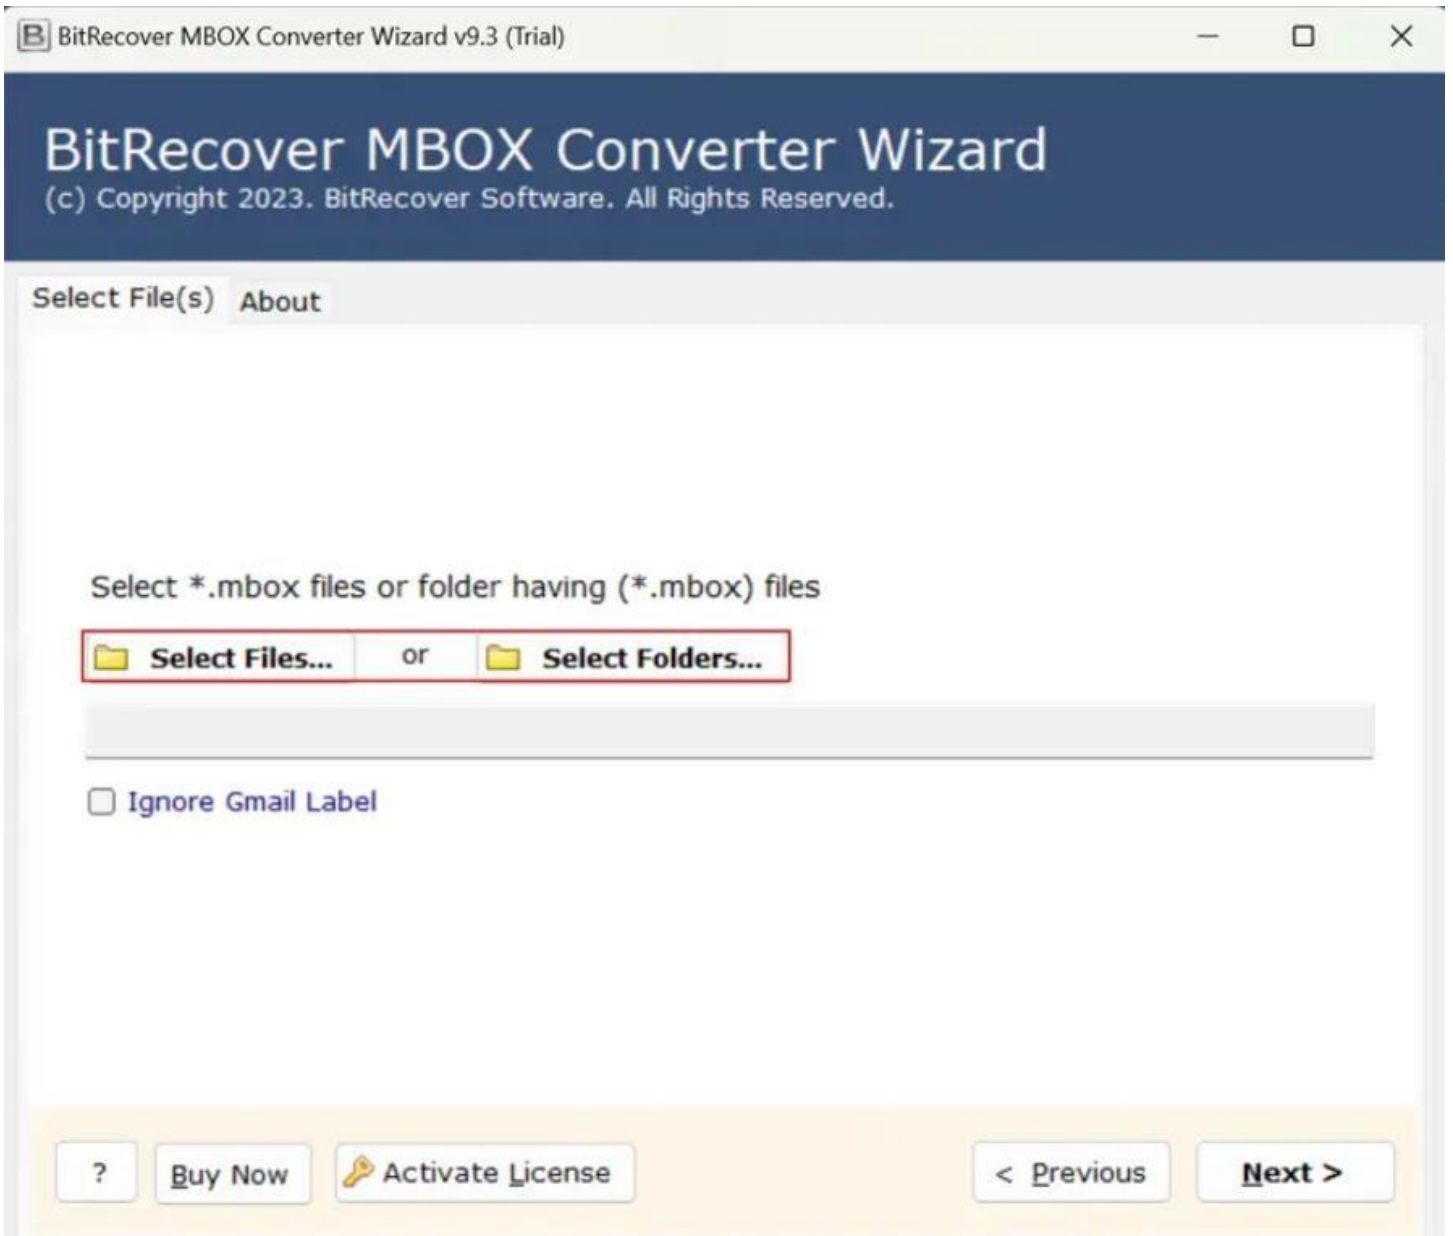 BitRecover MBOX Converter Wizard v9.3 (Trial)
BitRecover MBOX Converter Wizard
(c) Copyright 2023. BitRecover Software. All Rights Reserved.
Select File(s) About
Select *.mbox files or folder having (*.mbox) files
Select Files... or Select Folders...
Ignore Gmail Label
? Buy Now Activate License < Previous Next >